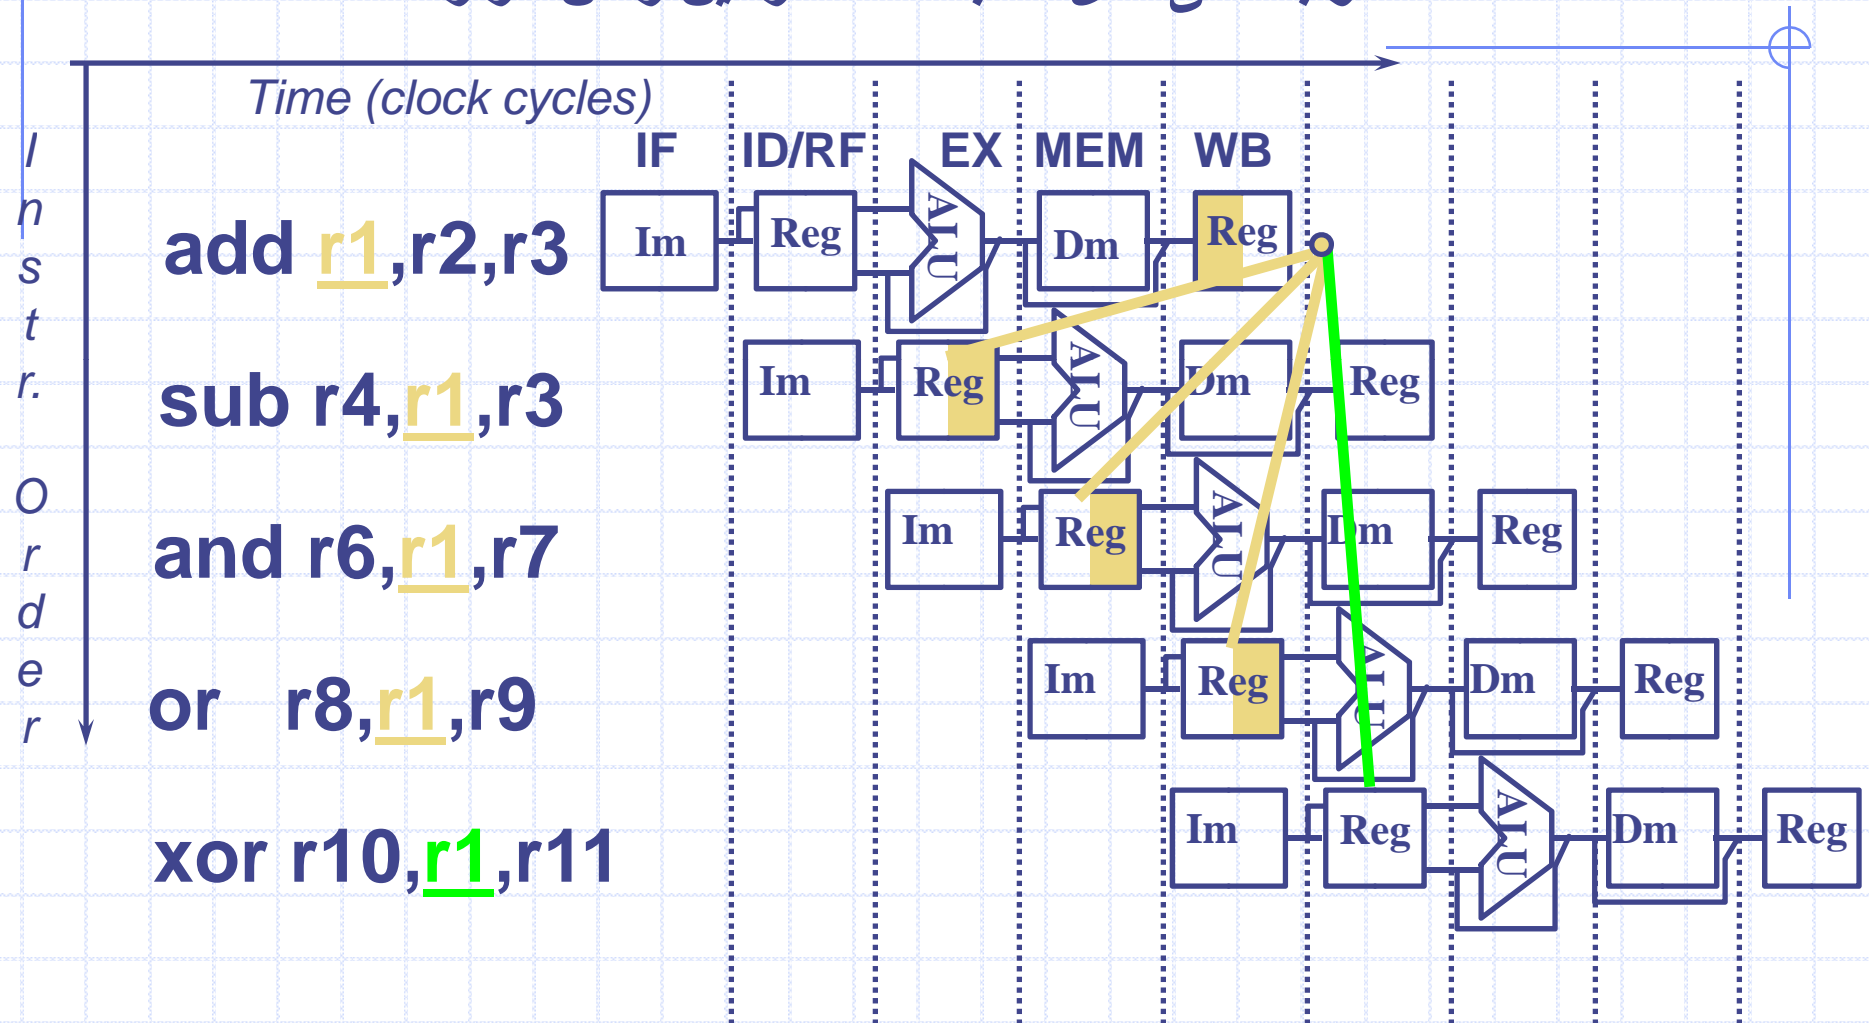 Time (clock cycles)
Instr. Order
IF ID/RF EX MEM WB
add r1,r2,r3 Im Reg ALU Dm Reg
sub r4,r1,r3 Im Reg ALU Dm Reg
and r6,r1,r7 Im Reg ALU Dm Reg
or r8,r1,r9 Im Reg ALU Dm Reg
xor r10,r1,r11 Im Reg ALU Dm Reg